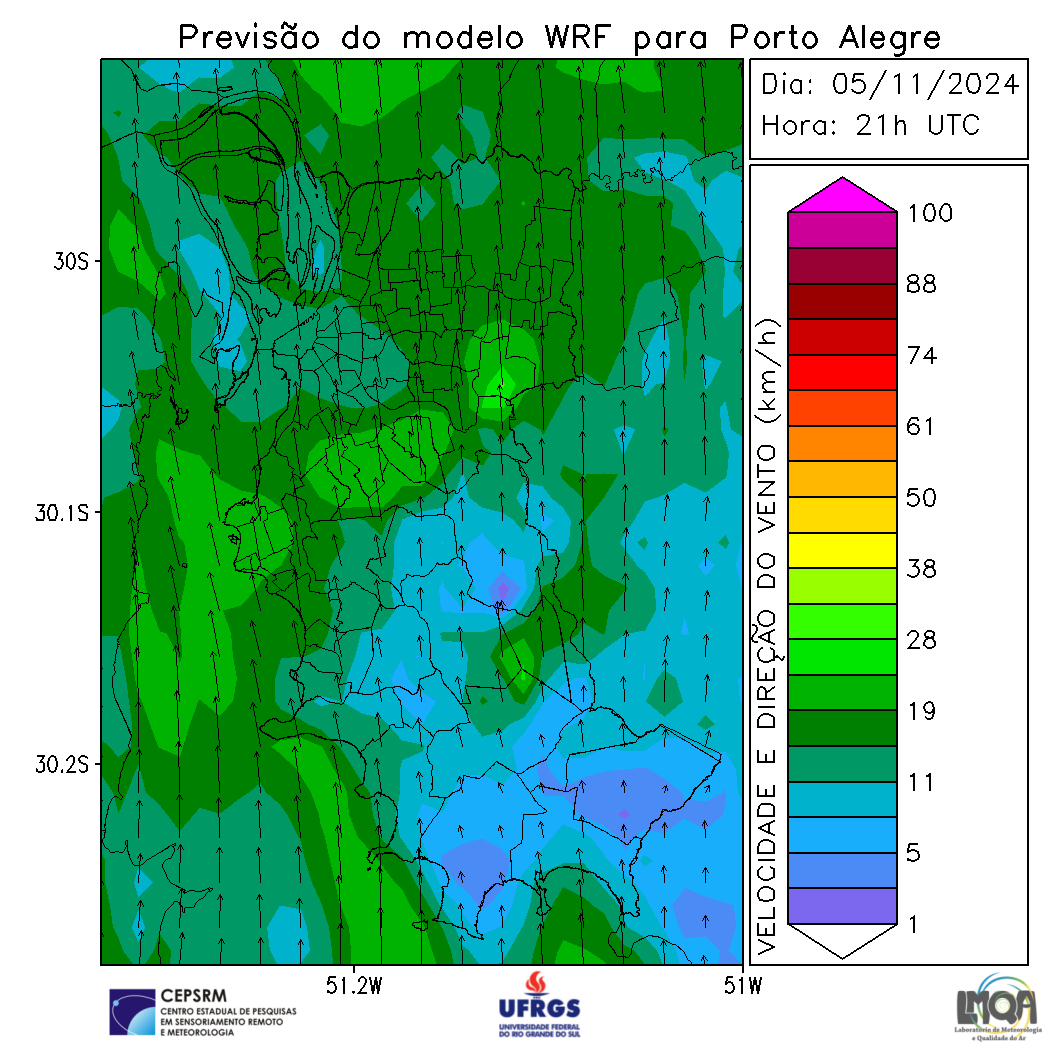 Previsão do modelo WRF para Porto Alegre
Dia: 05/11/2024
Hora: 21h UTC
30S
30.1S
30.2S
51.2W
51W
VELOCIDADE E DIREÇÃO DO VENTO (km/h)
100
88
74
61
50
38
28
19
11
5
1
CEPSRM
CENTRO ESTADUAL DE PESQUISAS
EM SENSORIAMENTO REMOTO
E METEOROLOGIA
UFRGS
UNIVERSIDADE FEDERAL
DO RIO GRANDE DO SUL
LMQA
Laboratório de Meteorologia
e Qualidade do Ar